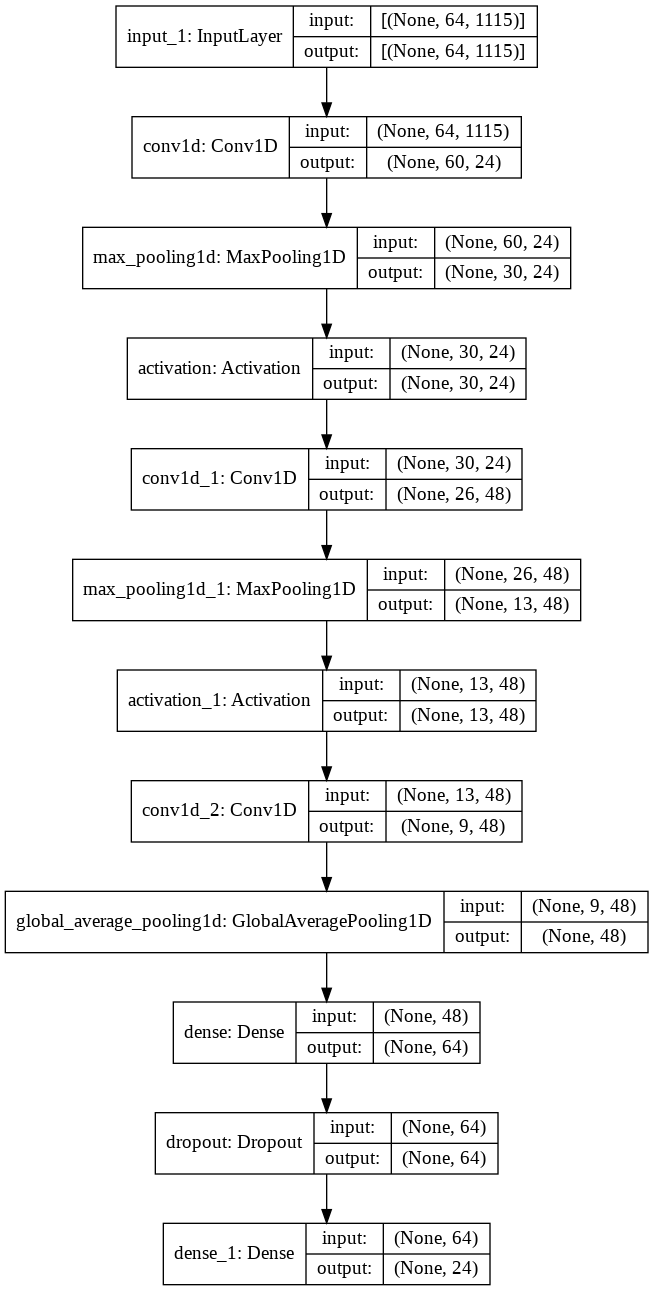 input_1: InputLayer
input:
[(None, 64, 1115)]
output:
[(None, 64, 1115)]
conv1d: Conv1D
input:
(None, 64, 1115)
output:
(None, 60, 24)
max_pooling1d: MaxPooling1D
input:
(None, 60, 24)
output:
(None, 30, 24)
activation: Activation
input:
(None, 30, 24)
output:
(None, 30, 24)
conv1d_1: Conv1D
input:
(None, 30, 24)
output:
(None, 26, 48)
max_pooling1d_1: MaxPooling1D
input:
(None, 26, 48)
output:
(None, 13, 48)
activation_1: Activation
input:
(None, 13, 48)
output:
(None, 13, 48)
conv1d_2: Conv1D
input:
(None, 13, 48)
output:
(None, 9, 48)
global_average_pooling1d: GlobalAveragePooling1D
input:
(None, 9, 48)
output:
(None, 48)
dense: Dense
input:
(None, 48)
output:
(None, 64)
dropout: Dropout
input:
(None, 64)
output:
(None, 64)
dense_1: Dense
input:
(None, 64)
output:
(None, 24)